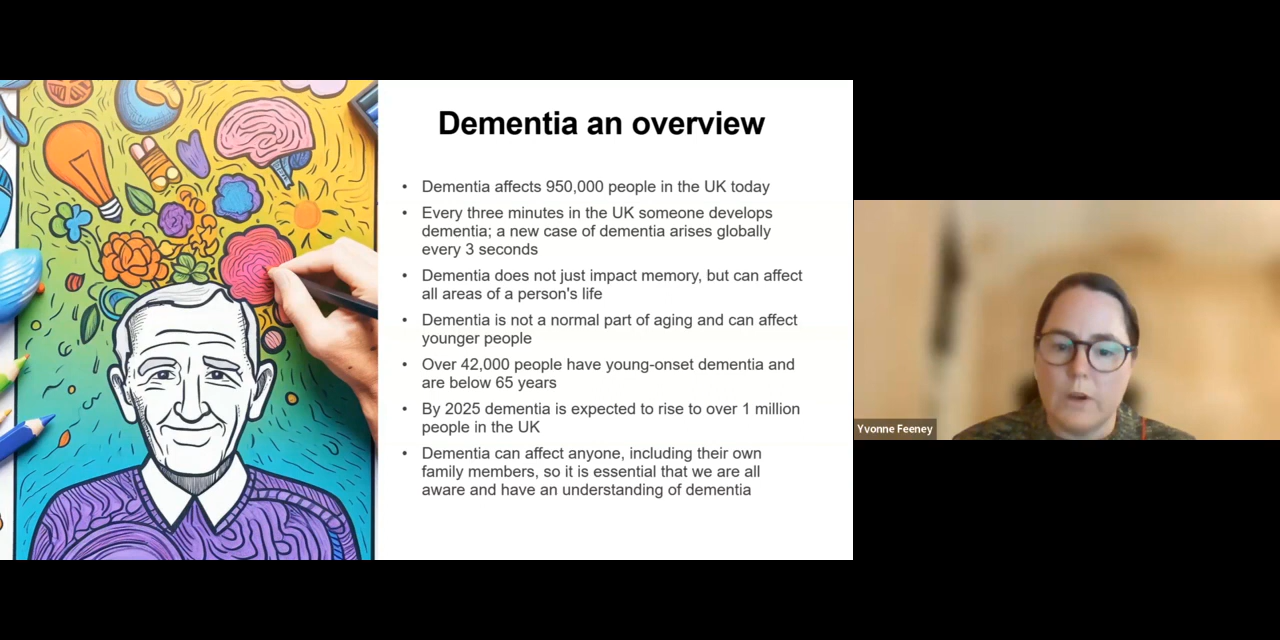 Dementia an overview
• Dementia affects 950,000 people in the UK today
• Every three minutes in the UK someone develops
dementia; a new case of dementia arises globally
every 3 seconds
• Dementia does not just impact memory, but can affect
all areas of a person's life
• Dementia is not a normal part of aging and can affect
younger people
• Over 42,000 people have young-onset dementia and
are below 65 years
• By 2025 dementia is expected to rise to over 1 million
people in the UK
• Dementia can affect anyone, including their own
family members, so it is essential that we are all
aware and have an understanding of dementia
Yvonne Feeney